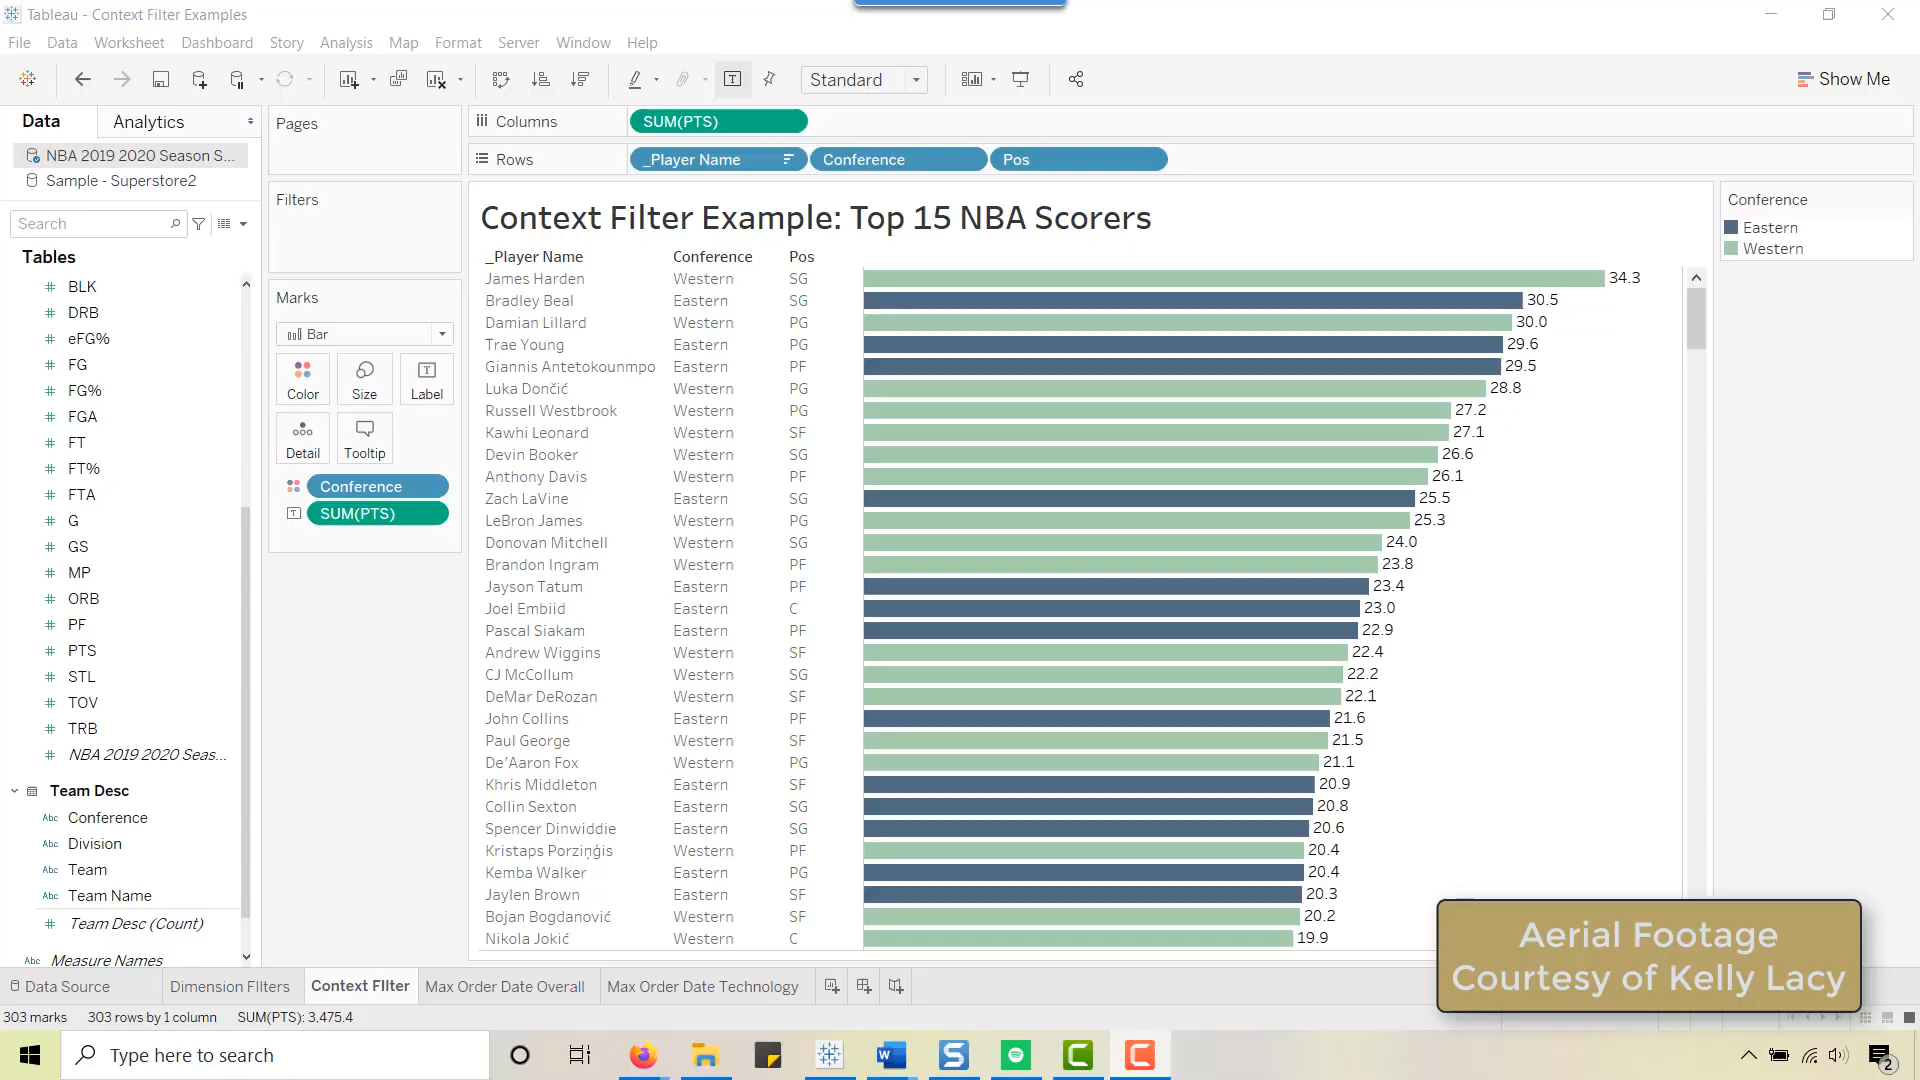 Tableau - Context Filter Examples
File Data Worksheet Dashboard Story Analysis Map Format Server Window Help
Standard
Show Me
Data
Analytics
Pages
Columns
SUM(PTS)
NBA 2019 2020 Season S...
Rows
_Player Name
Conference
Pos
Sample - Superstore2
Filters
Search
Conference
Eastern
Western
Context Filter Example: Top 15 NBA Scorers
Tables
BLK
DRB
eFG%
FG
FG%
FGA
FT
FT%
FTA
G
GS
MP
ORB
PF
PTS
STL
TOV
TRB
NBA 2019 2020 Seas...
Team Desc
Abc Conference
Abc Division
Abc Team
Abc Team Name
Team Desc (Count)
Abc Measure Names
Marks
Bar
Color
Size
Label
Detail
Tooltip
Conference
SUM(PTS)
_Player Name Conference Pos
James Harden Western SG 34.3
Bradley Beal Eastern SG 30.5
Damian Lillard Western PG 30.0
Trae Young Eastern PG 29.6
Giannis Antetokounmpo Eastern PF 29.5
Luka Dončić Western PG 28.8
Russell Westbrook Western PG 27.2
Kawhi Leonard Western SF 27.1
Devin Booker Western SG 26.6
Anthony Davis Western PF 26.1
Zach LaVine Eastern SG 25.5
LeBron James Western PG 25.3
Donovan Mitchell Western SG 24.0
Brandon Ingram Western PF 23.8
Jayson Tatum Eastern PF 23.4
Joel Embiid Eastern C 23.0
Pascal Siakam Eastern PF 22.9
Andrew Wiggins Western SF 22.4
CJ McCollum Western SG 22.2
DeMar DeRozan Western SF 22.1
John Collins Eastern PF 21.6
Paul George Western SF 21.5
De'Aaron Fox Western PG 21.1
Khris Middleton Eastern SF 20.9
Collin Sexton Eastern SG 20.8
Spencer Dinwiddie Eastern SG 20.6
Kristaps Porziņģis Western PF 20.4
Kemba Walker Eastern PG 20.4
Jaylen Brown Eastern SF 20.3
Bojan Bogdanović Western SF 20.2
Nikola Jokić Western C 19.9
Aerial Footage
Courtesy of Kelly Lacy
Data Source
Dimension FIlters
Context FIlter
Max Order Date Overall
Max Order Date Technology
303 marks 303 rows by 1 column SUM(PTS): 3,475.4
Type here to search
2